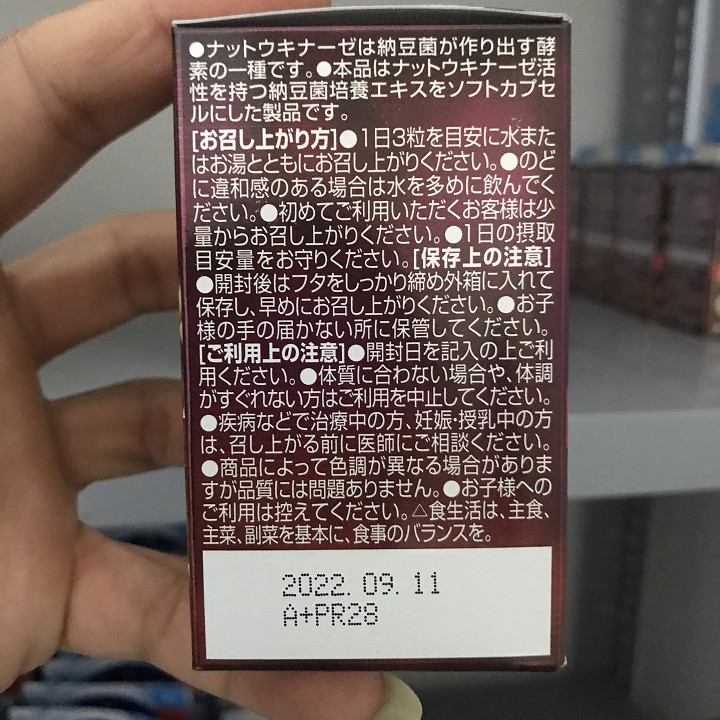 ●ナットウキナーゼは納豆菌が作り出す酵
素の一種です。●本品はナットウキナーゼ活
性を持つ納豆菌培養エキスをソフトカプセ
ルにした製品です。
[お召し上がり方]●1日3粒を目安に水また
はお湯とともにお召し上がりください。●のど
に違和感のある場合は水を多めに飲んでく
ださい。●初めてご利用いただくお客様は少
量からお召し上がりください。●1日の摂取
目安量をお守りください。[保存上の注意]
●開封後はフタをしっかり締め外箱に入れて
保存し、早めにお召し上がりください。●お子
様の手の届かない所に保管してください。
[ご利用上の注意]●開封日を記入の上ご利
用ください。●体質に合わない場合や、体調
がすぐれない方はご利用を中止してください。
●疾病などで治療中の方、妊娠・授乳中の方
は、召し上がる前に医師にご相談ください。
●商品によって色調が異なる場合がありま
すが品質には問題ありません。●お子様への
ご利用は控えてください。△食生活は、主食、
主菜、副菜を基本に、食事のバランスを。
2022.09.11
A+PR28